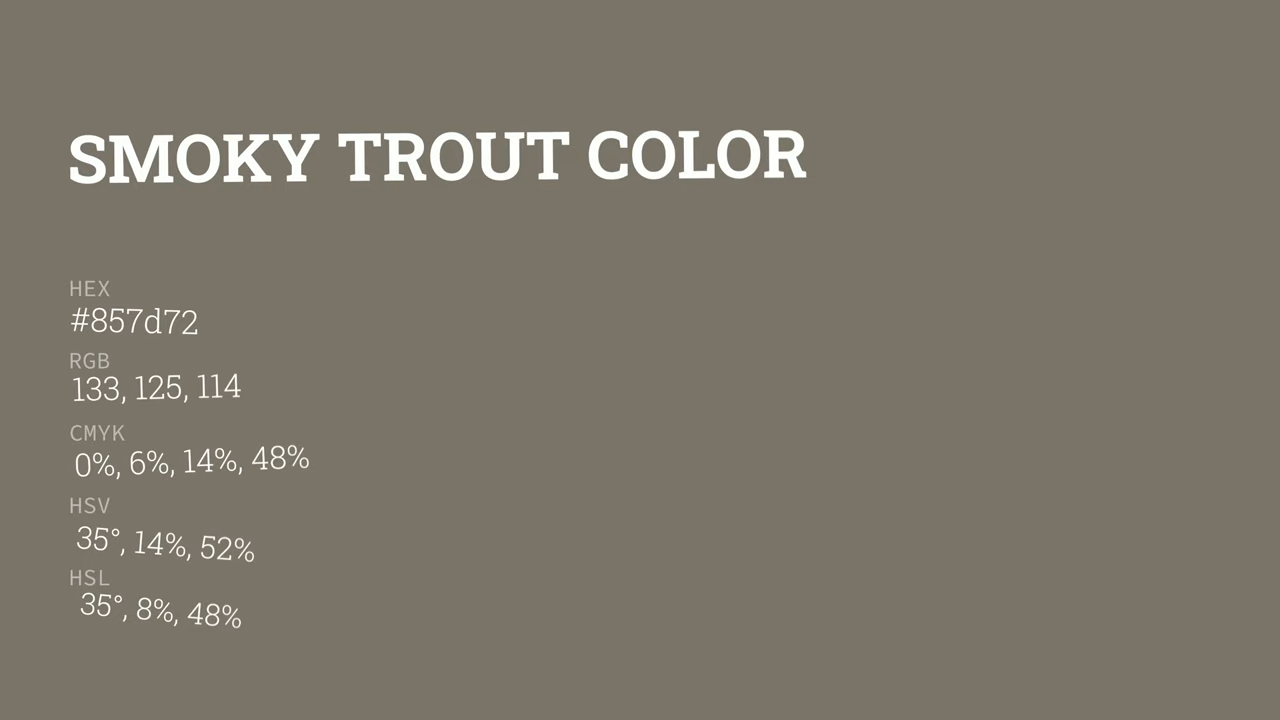 SMOKY TROUT COLOR
HEX
#857d72
RGB
133, 125, 114
CMYK
0%, 6%, 14%, 48%
HSV
35°, 14%, 52%
HSL
35°, 8%, 48%